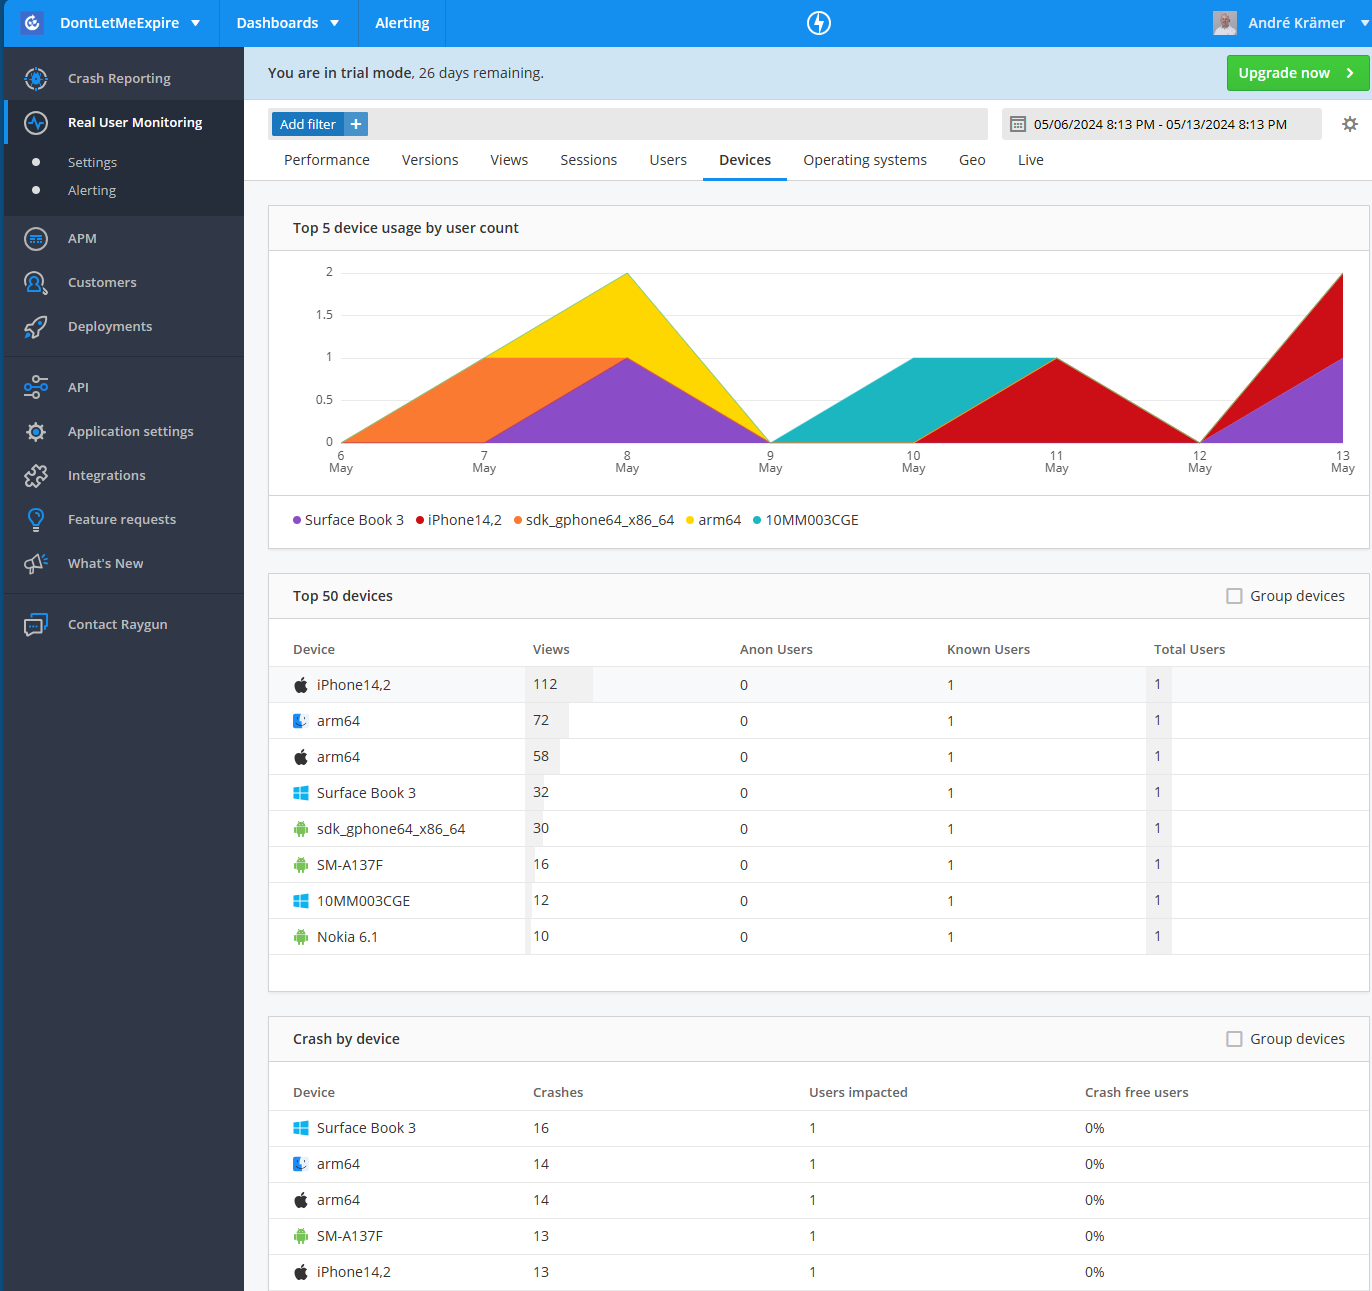 DontLetMeExpire Dashboards Alerting André Krämer
Crash Reporting
Real User Monitoring
Settings
Alerting
APM
Customers
Deployments
API
Application settings
Integrations
Feature requests
What's New
Contact Raygun
You are in trial mode, 26 days remaining. Upgrade now
Add filter + 05/06/2024 8:13 PM - 05/13/2024 8:13 PM
Performance Versions Views Sessions Users Devices Operating systems Geo Live
Top 5 device usage by user count
2
1.5
1
0.5
0
6 7 8 9 10 11 12 13
May May May May May May May May
Surface Book 3 iPhone14,2 sdk_gphone64_x86_64 arm64 10MM003CGE
Top 50 devices Group devices
Device Views Anon Users Known Users Total Users
iPhone14,2 112 0 1 1
arm64 72 0 1 1
arm64 58 0 1 1
Surface Book 3 32 0 1 1
sdk_gphone64_x86_64 30 0 1 1
SM-A137F 16 0 1 1
10MM003CGE 12 0 1 1
Nokia 6.1 10 0 1 1
Crash by device Group devices
Device Crashes Users impacted Crash free users
Surface Book 3 16 1 0%
arm64 14 1 0%
arm64 14 1 0%
SM-A137F 13 1 0%
iPhone14,2 13 1 0%